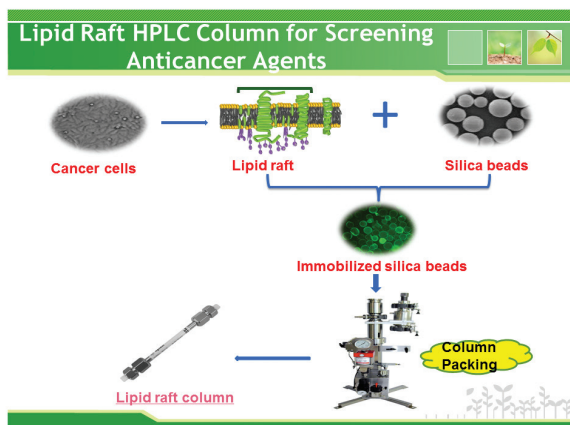 Lipid Raft HPLC Column for Screening
Anticancer Agents
Cancer cells
Lipid raft
Silica beads
Immobilized silica beads
Column
Packing
Lipid raft column